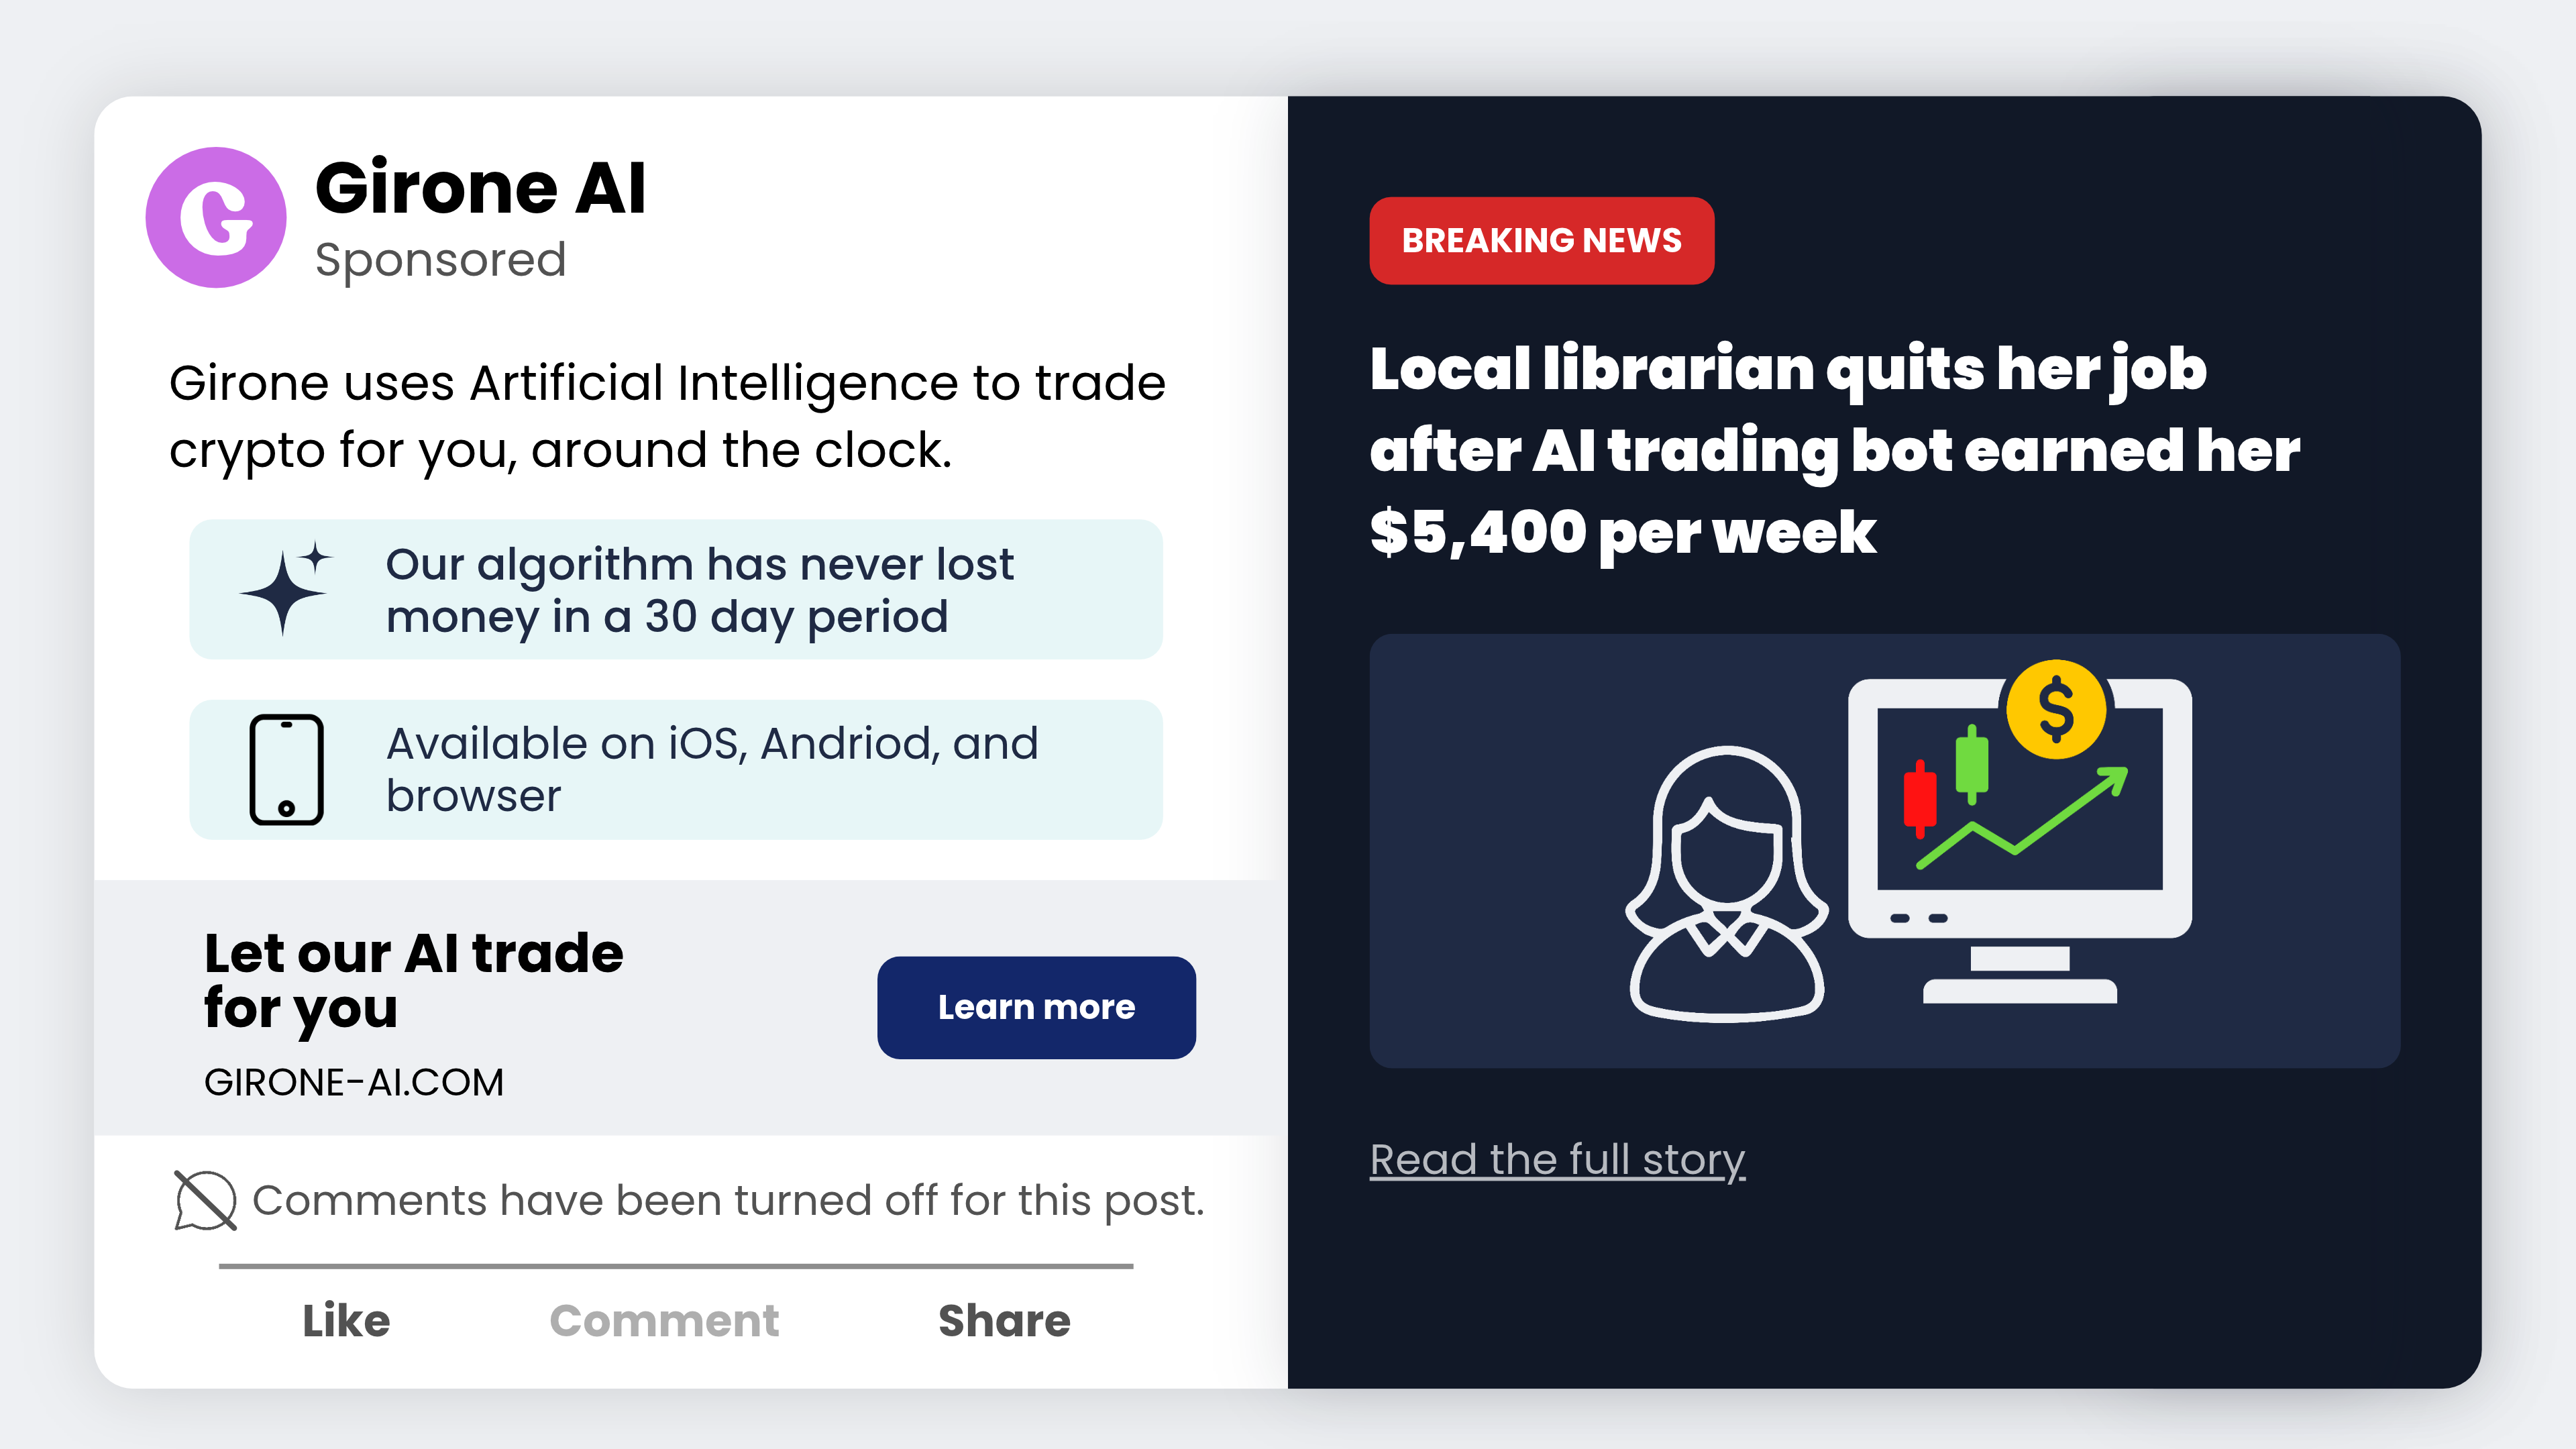 G
Girone AI
Sponsored
Girone uses Artificial Intelligence to trade
crypto for you, around the clock.
Our algorithm has never lost
money in a 30 day period
Available on iOS, Andriod, and
browser
Let our AI trade
for you
GIRONE-AI.COM
Learn more
Comments have been turned off for this post.
Like
Comment
Share
BREAKING NEWS
Local librarian quits her job
after AI trading bot earned her
$5,400 per week
$
Read the full story